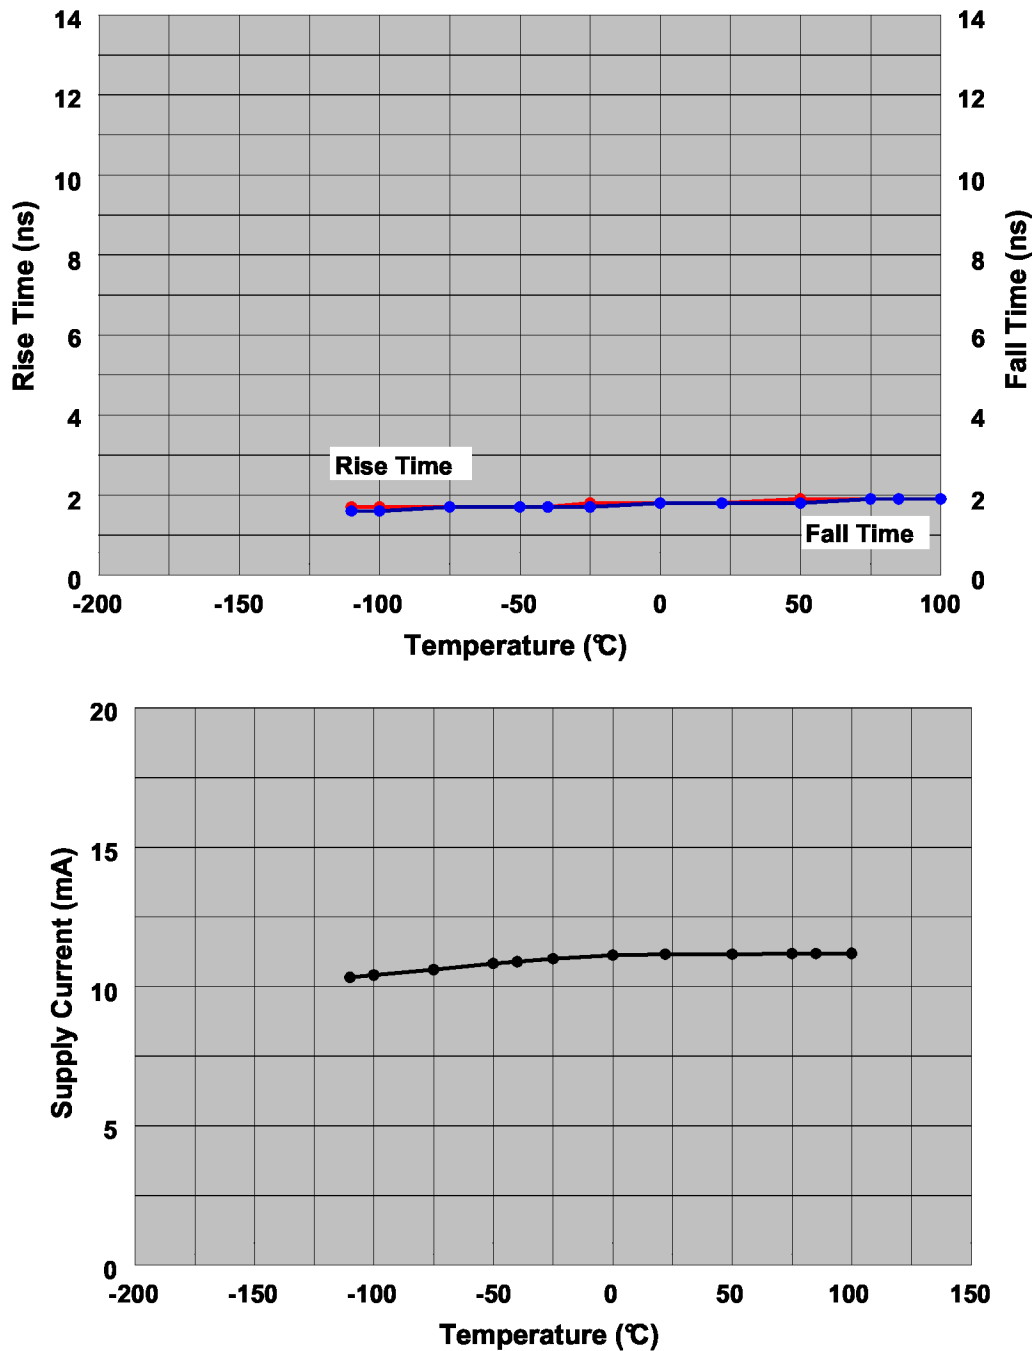 14 14
12 12
10 10
8 8
6 6
4 4
2 2
0 0
Rise Time (ns)
Fall Time (ns)
Rise Time
Fall Time
-200 -150 -100 -50 0 50 100
Temperature (°C)
20
15
10
5
0
Supply Current (mA)
-200 -150 -100 -50 0 50 100 150
Temperature (°C)